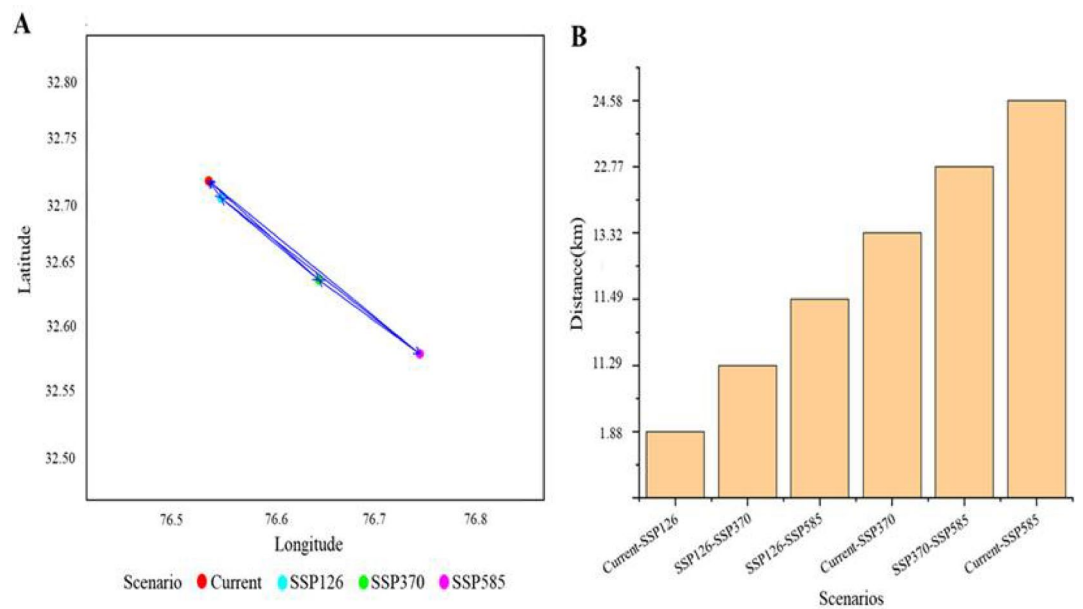 A
32.80
32.75
32.70
32.65
32.60
32.55
32.50
Latitude
76.5 76.6 76.7 76.8
Longitude
Scenario Current SSP126 SSP370 SSP585
B
24.58
22.77
13.32
11.49
11.29
1.88
Distance(km)
Current-SSP126
SSP126-SSP370
SSP126-SSP585
Current-SSP370
SSP370-SSP585
Current-SSP585
Scenarios